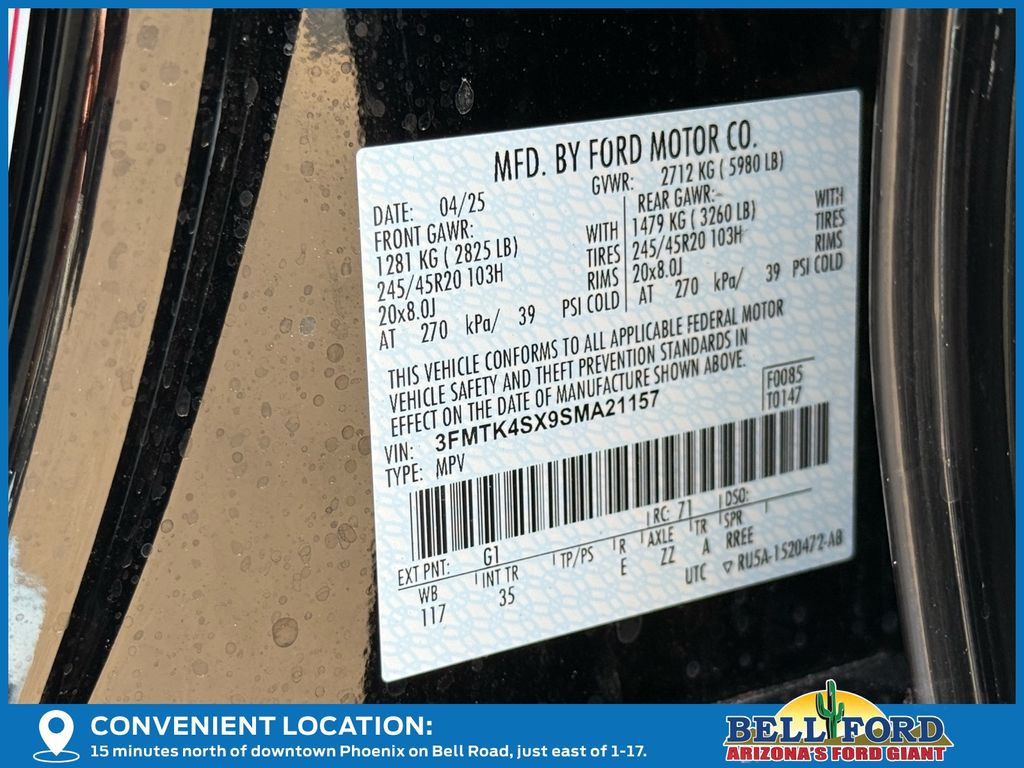 MFD. BY FORD MOTOR CO.
DATE: 04/25 GVWR: 2712 KG ( 5980 LB)
FRONT GAWR: REAR GAWR:
1281 KG ( 2825 LB) WITH 1479 KG ( 3260 LB) WITH
245/45R20 103H TIRES 245/45R20 103H TIRES
20x8.0J RIMS 20x8.0J RIMS
AT 270 kPa/ 39 PSI COLD AT 270 kPa/ 39 PSI COLD
THIS VEHICLE CONFORMS TO ALL APPLICABLE FEDERAL MOTOR
VEHICLE SAFETY AND THEFT PREVENTION STANDARDS IN
EFFECT ON THE DATE OF MANUFACTURE SHOWN ABOVE.
VIN: 3FMTK4SX9SMA21157
TYPE: MPV
F0085
T0147
EXT PNT: G1 RC: 71 DSO:
WB INT TR TP/PS R AXLE TR SPR
117 35 E ZZ A RREE
UTC ▽ RU5A-1520472-AB
CONVENIENT LOCATION:
15 minutes north of downtown Phoenix on Bell Road, just east of 1-17.
BELL FORD
ARIZONA'S FORD GIANT